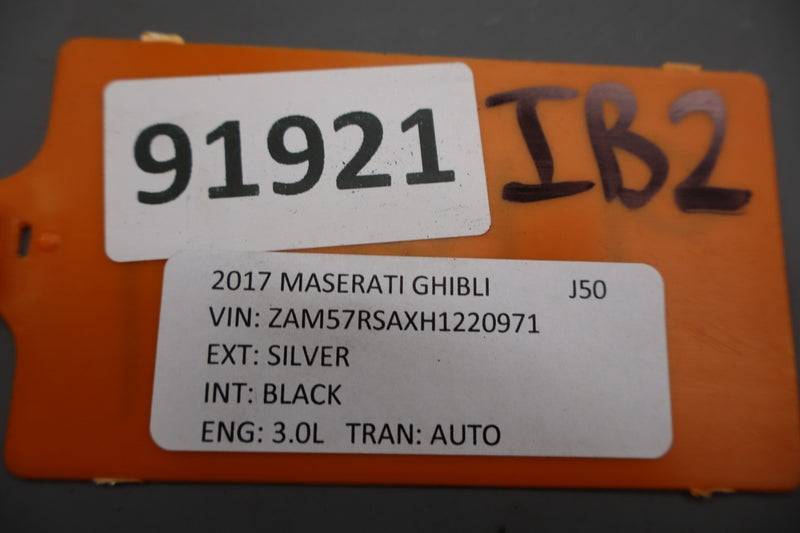 91921
IB2
2017 MASERATI GHIBLI J50
VIN: ZAM57RSAXH1220971
EXT: SILVER
INT: BLACK
ENG: 3.0L TRAN: AUTO